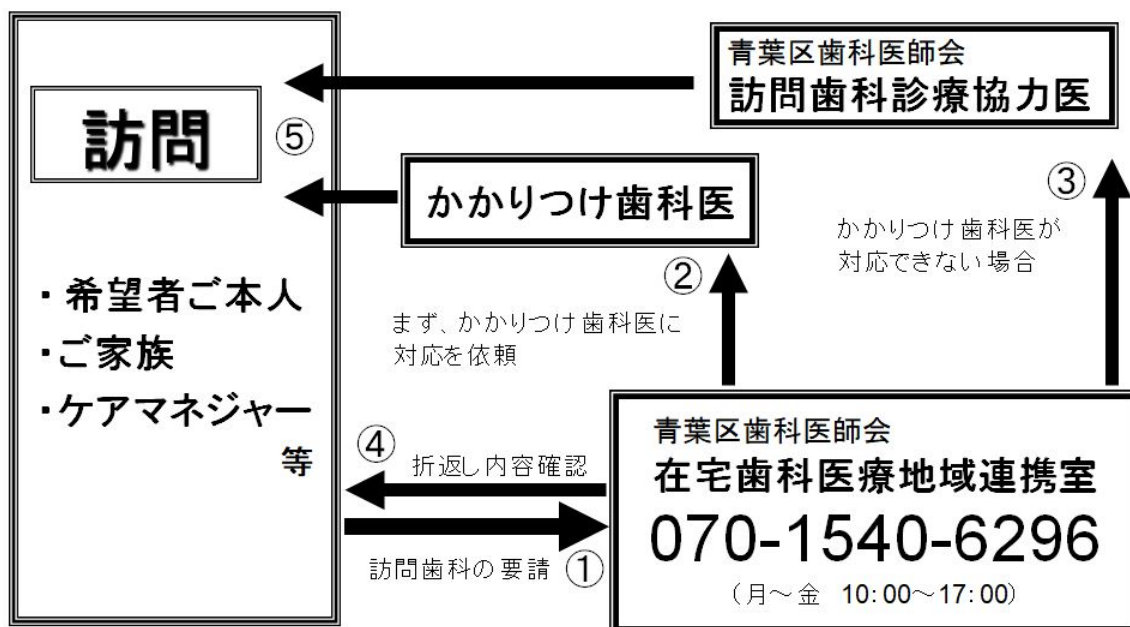 青葉区歯科医師会
訪問歯科診療協力医
訪問
⑤
かかりつけ歯科医
③
かかりつけ歯科医が
対応できない場合
②
まず、かかりつけ歯科医に
対応を依頼
・希望者ご本人
・ご家族
・ケアマネジャー
等
④
折返し内容確認
訪問歯科の要請 ①
青葉区歯科医師会
在宅歯科医療地域連携室
070-1540-6296
（月～金 10:00～17:00）